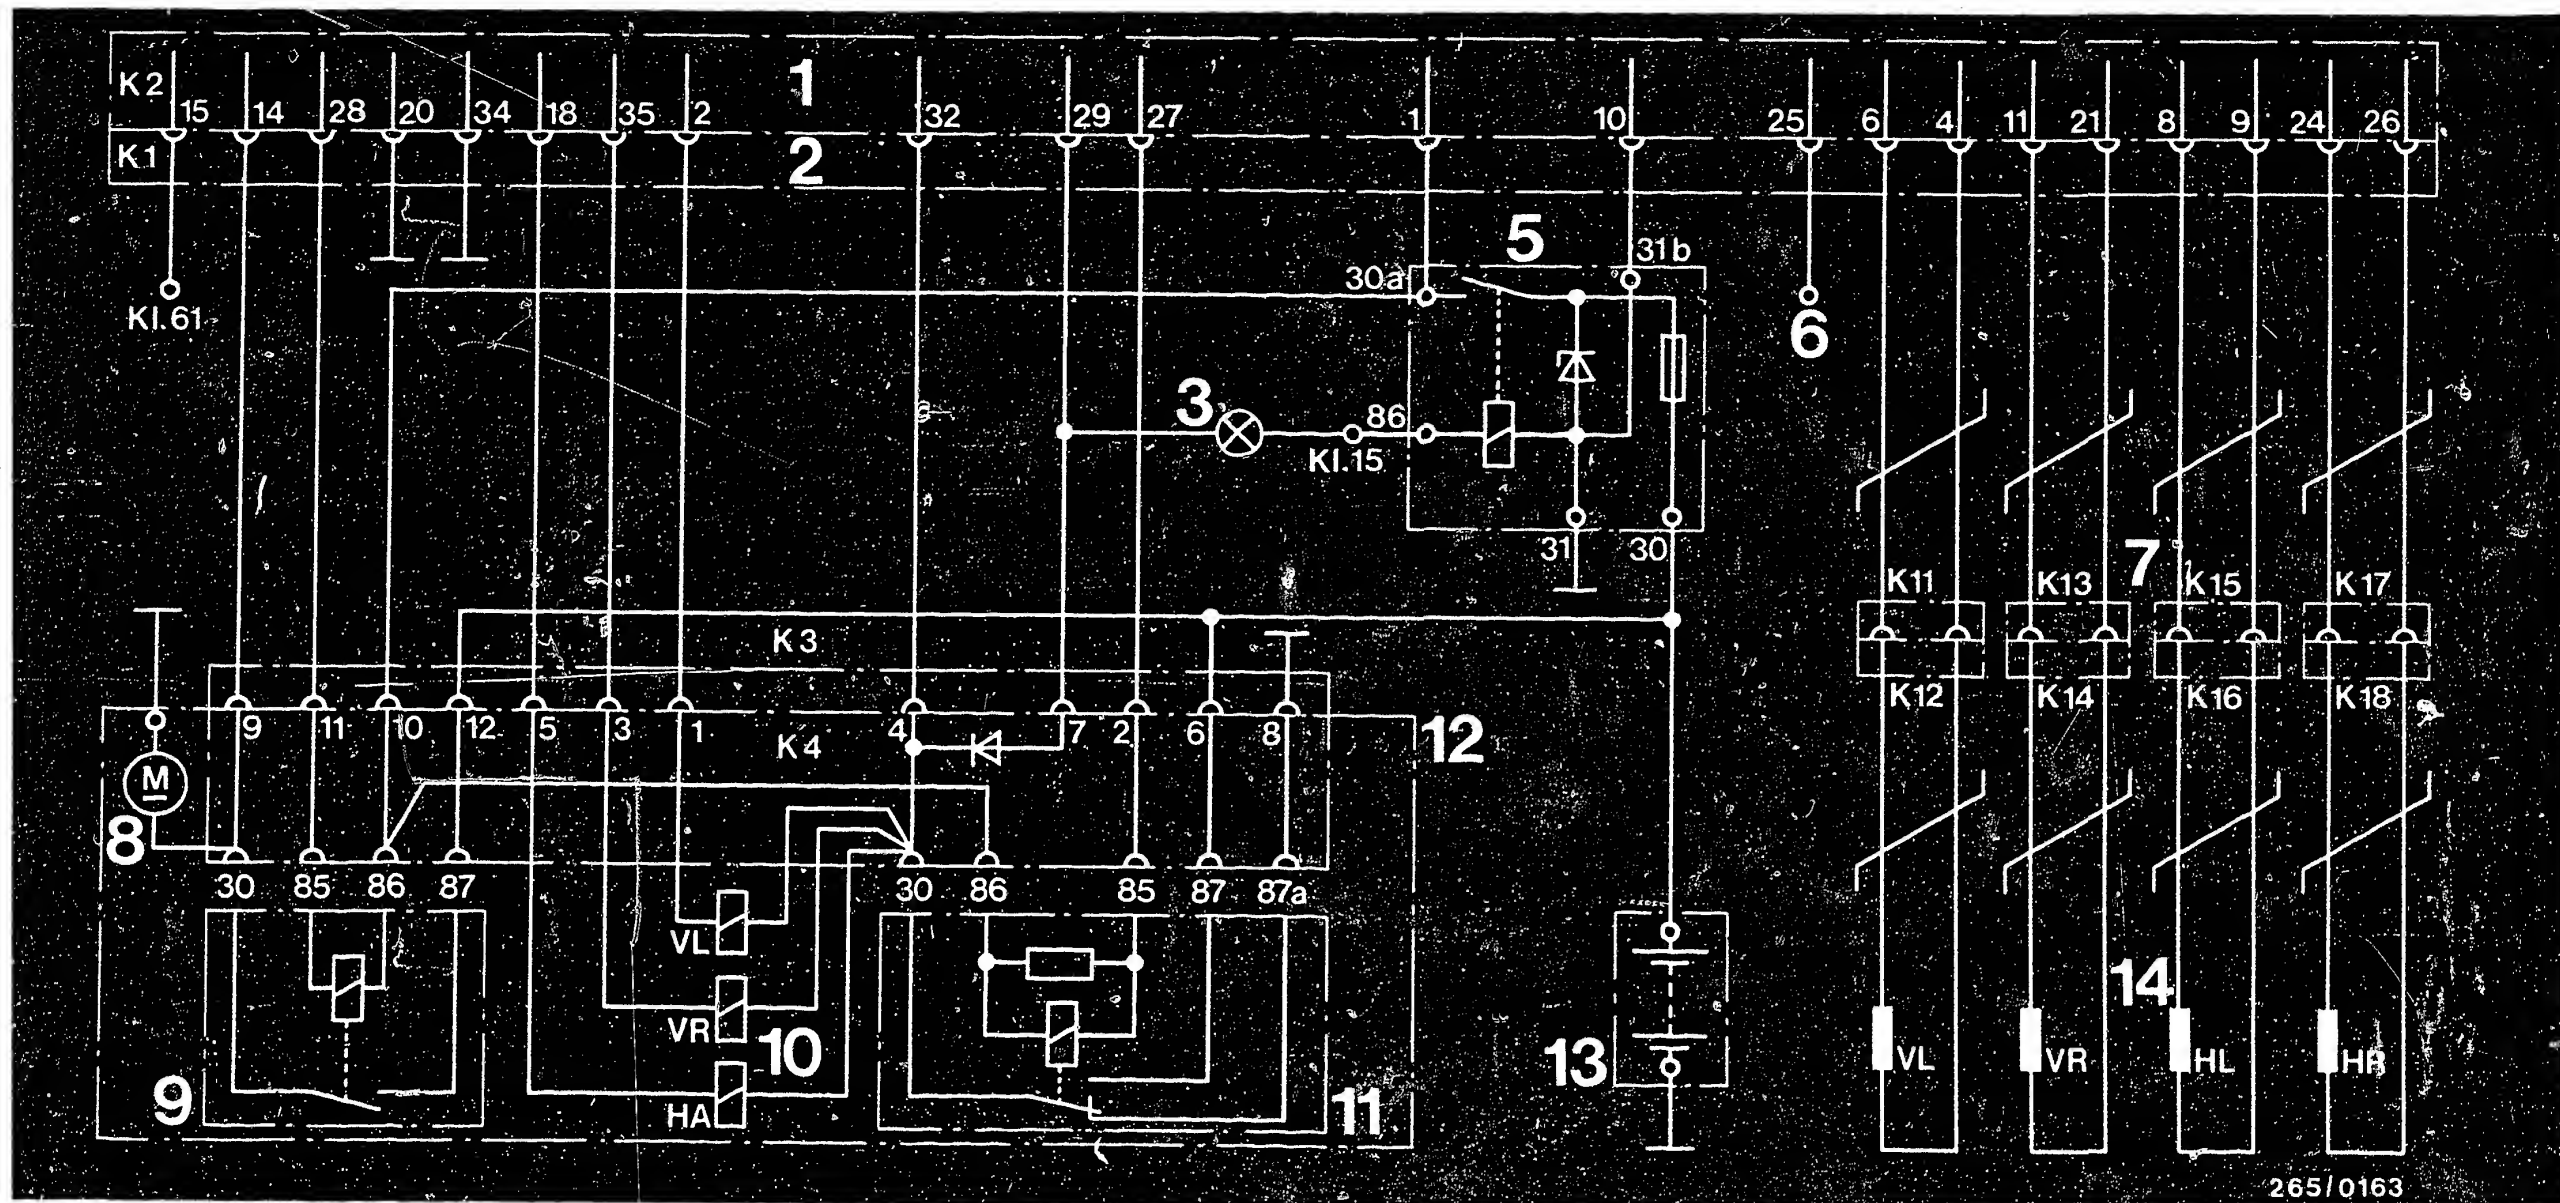 K2 1
15 14 28 20 34 18 35 2 32 29 27 1 10 25 6 4 11 21 8 9 24 26
K1 2
5
31b
30a
Kl.61
6
3 86
Kl.15
31 30
7
K11 K13 K15 K17
K3
K12 K14 K16 K18
9 11 10 12 5 3 1 K4 4 7 2 6 8 12
M
8
30 85 86 87 30 86 85 87 87a
VL
14
VR 10
13 VL VR HL HR
9 HA 11
265/0163